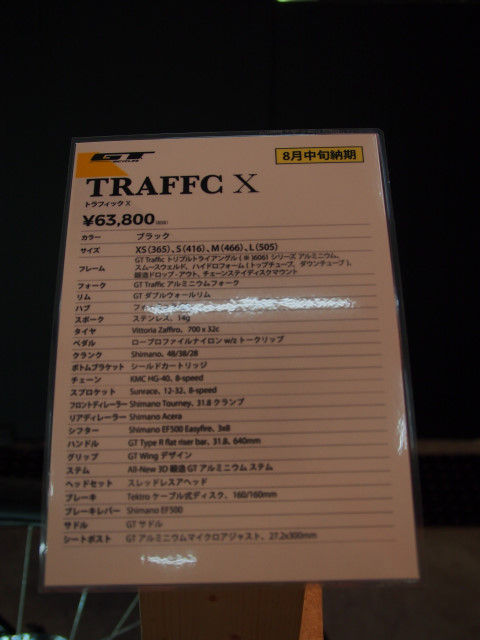 GT
BICYCLES
8月中旬納期
TRAFFC X
トラフィック X
¥63,800
カラー ブラック
サイズ XS(365)、S(416)、M(466)、L(505)
フレーム GT Traffic トリプルトライアングル(※)6061 シリーズ アルミニウム、
スムースウェルド、ハイドロフォーム(トップチューブ、ダウンチューブ)、
鍛造ドロップ・アウト、チェーンステイディスクマウント
フォーク GT Traffic アルミニウムフォーク
リム GT ダブルウォールリム
ハブ
スポーク ステンレス、14g
タイヤ Vittoria Zaffiro、700 x 32c
ペダル ロープロファイルナイロン w/z トークリップ
クランク Shimano、48/38/28
ボトムブラケット シールドカートリッジ
チェーン KMC HG-40、8-speed
スプロケット Sunrace、12-32、8-speed
フロントディレーラー Shimano Tourney、31.8 クランプ
リアディレーラー Shimano Acera
シフター Shimano EF500 Easyfire、3x8
ハンドル GT Type R flat riser bar、31.8、640mm
グリップ GT Wing デザイン
ステム All-New 3D 鍛造 GT アルミニウム ステム
ヘッドセット スレッドレスアヘッド
ブレーキ Tektro ケーブル式ディスク、160/160mm
ブレーキレバー Shimano EF500
サドル GT サドル
シートポスト GT アルミニウムマイクロアジャスト、27.2x300mm